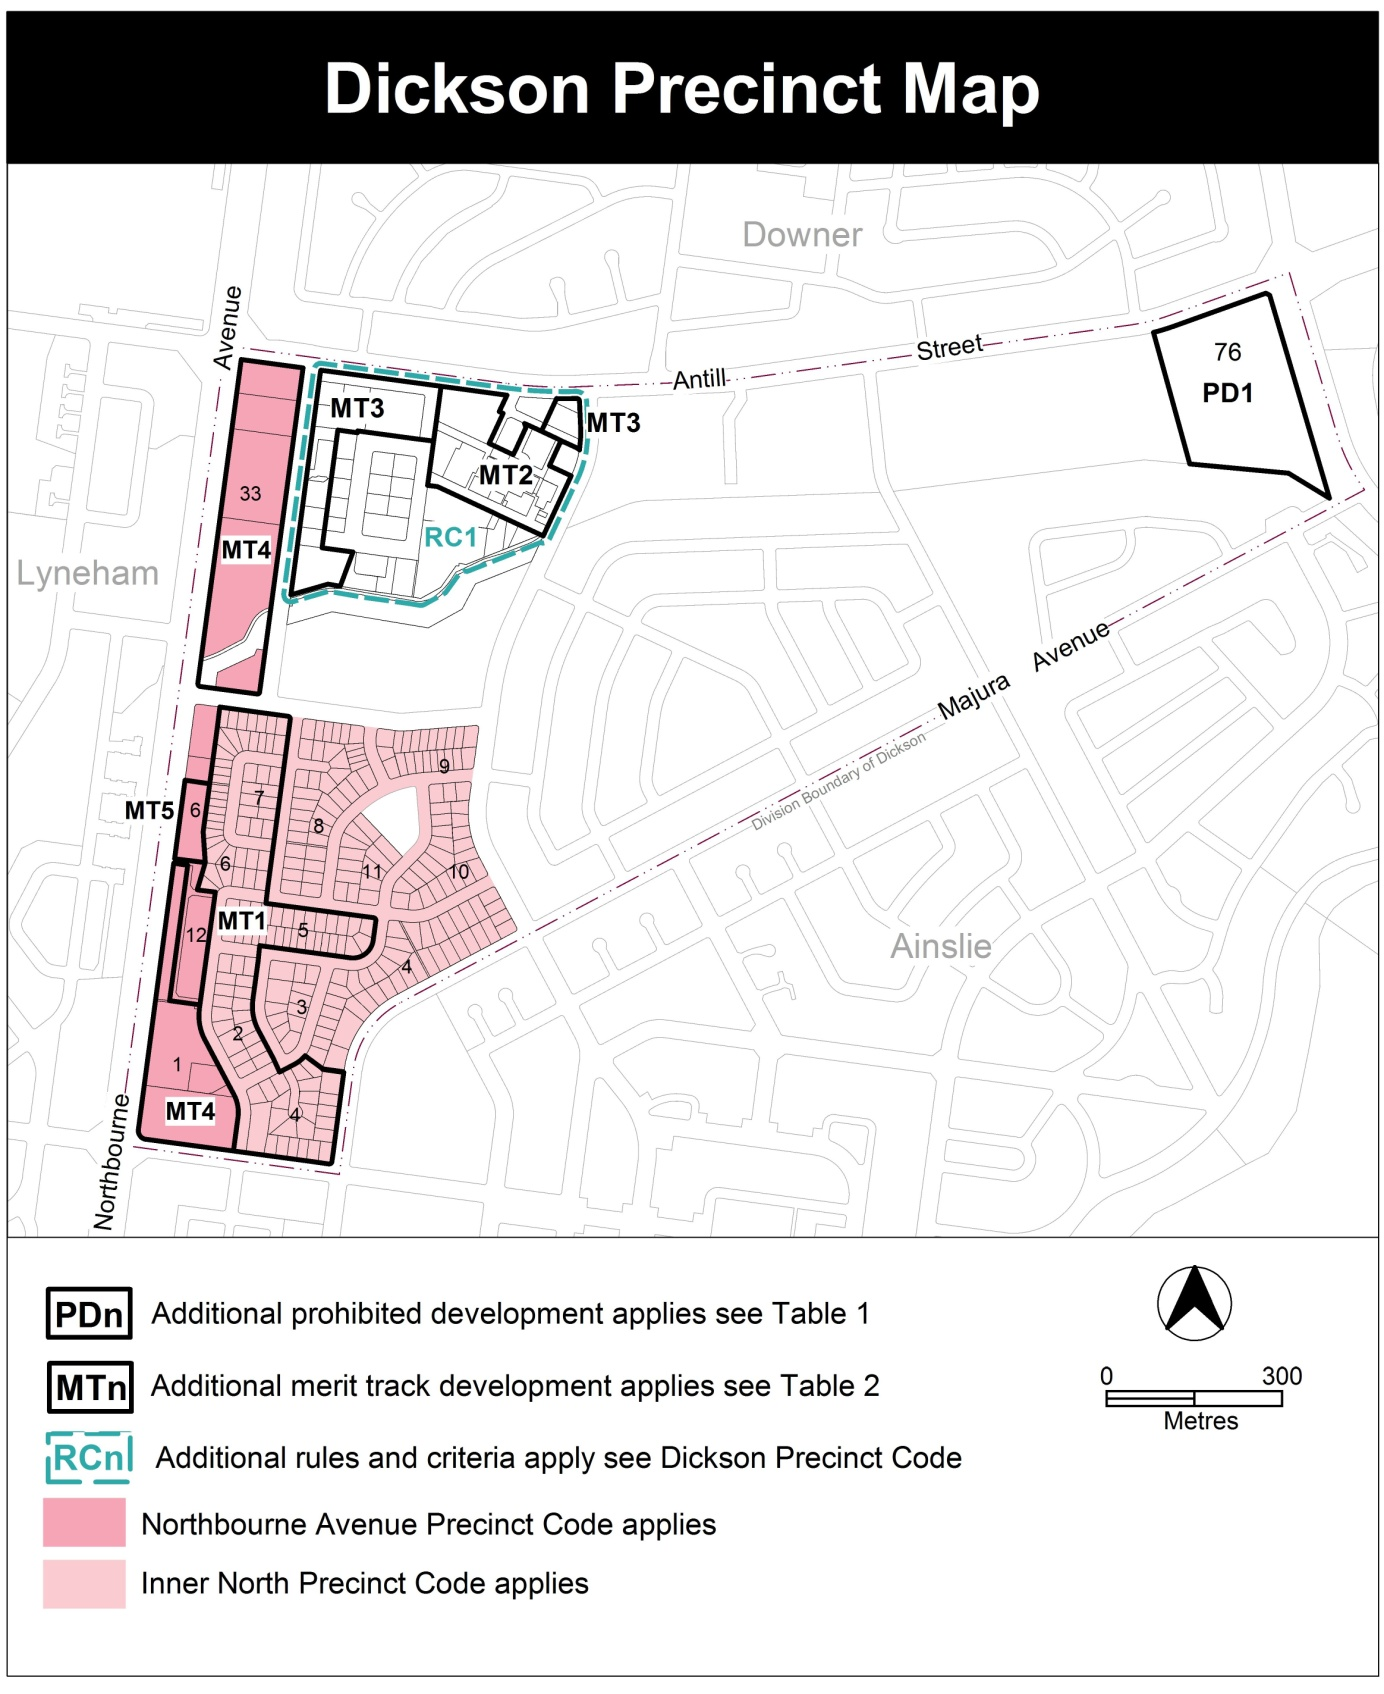 Dickson Precinct Map
Downer
Avenue
Street
Antill
76
PD1
MT3
MT3
MT2
33
RC1
MT4
Lyneham
Avenue
Majura
Division Boundary of Dickson
9
7
MT5
6
8
6
11
10
MT1
5
12
4
Ainslie
3
2
1
MT4
4
Northbourne
PDn Additional prohibited development applies see Table 1
MTn Additional merit track development applies see Table 2
RCn Additional rules and criteria apply see Dickson Precinct Code
Northbourne Avenue Precinct Code applies
Inner North Precinct Code applies
0 300
Metres